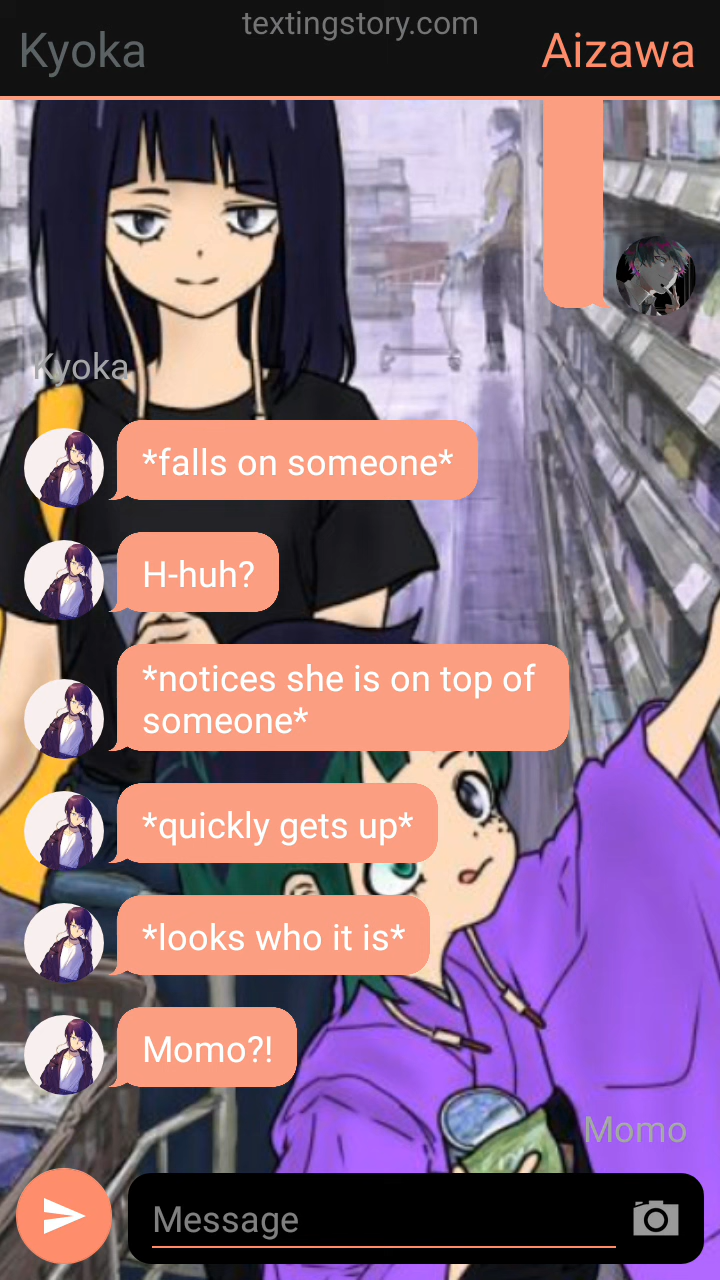 textingstory.com
Kyoka
Aizawa
Kyoka
*falls on someone*
H-huh?
*notices she is on top of
someone*
*quickly gets up*
*looks who it is*
Momo?!
Momo
Message